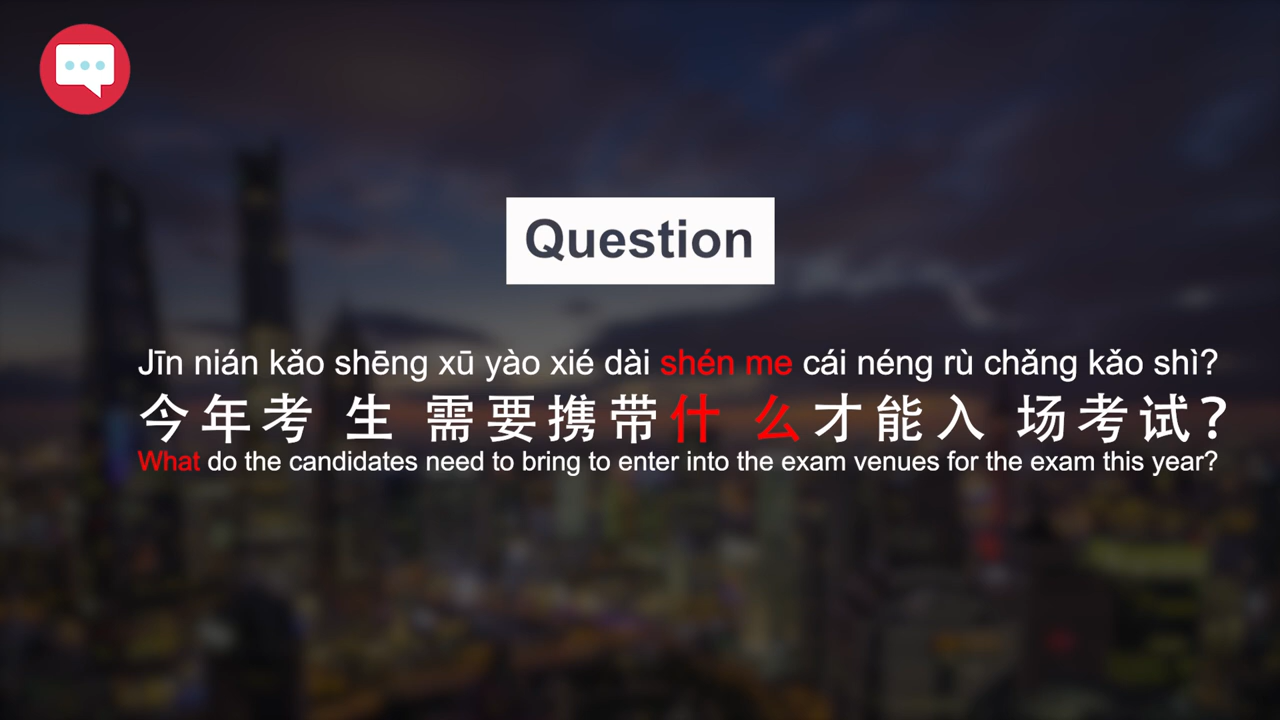 Question
Jīn nián kǎo shēng xū yào xié dài shén me cái néng rù chǎng kǎo shì?
今年考生需要携带什么才能入场考试？
What do the candidates need to bring to enter into the exam venues for the exam this year?